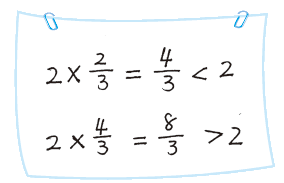 2 × 2/3 = 4/3 < 2
2 × 4/3 = 8/3 > 2